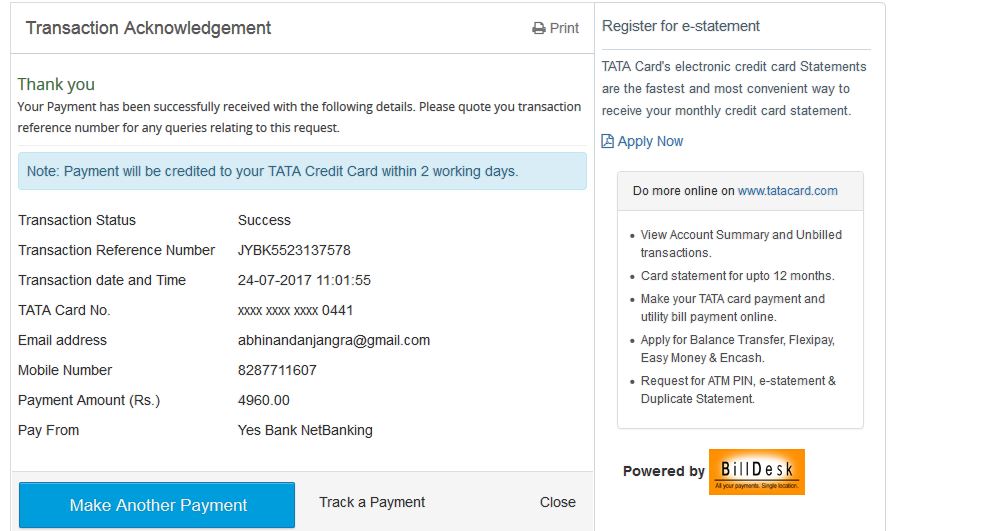 Transaction Acknowledgement
Print
Thank you
Your Payment has been successfully received with the following details. Please quote you transaction
reference number for any queries relating to this request.
Note: Payment will be credited to your TATA Credit Card within 2 working days.
Transaction Status Success
Transaction Reference Number JYBK5523137578
Transaction date and Time 24-07-2017 11:01:55
TATA Card No. xxxx xxxx xxxx 0441
Email address abhinandanjangra@gmail.com
Mobile Number 8287711607
Payment Amount (Rs.) 4960.00
Pay From Yes Bank NetBanking
Make Another Payment
Track a Payment
Close
Register for e-statement
TATA Card's electronic credit card Statements
are the fastest and most convenient way to
receive your monthly credit card statement.
Apply Now
Do more online on www.tatacard.com
• View Account Summary and Unbilled
transactions.
• Card statement for upto 12 months.
• Make your TATA card payment and
utility bill payment online.
• Apply for Balance Transfer, Flexipay,
Easy Money & Encash.
• Request for ATM PIN, e-statement &
Duplicate Statement.
Powered by
BillDesk
All your payments. Single location.